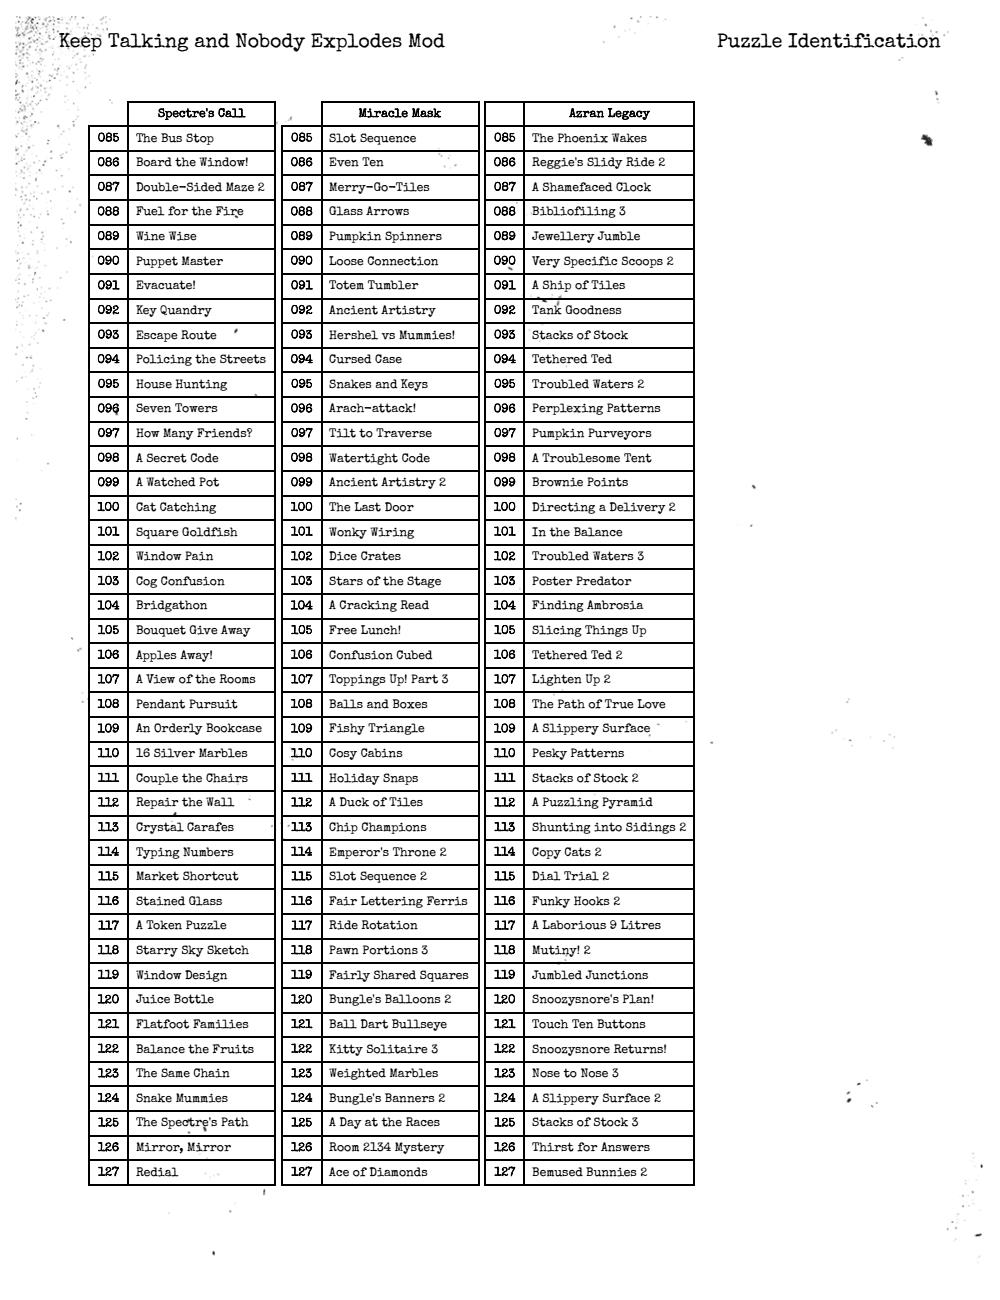 Keep Talking and Nobody Explodes Mod Puzzle Identification
Spectre's Call Miracle Mask Azran Legacy
085 The Bus Stop 085 Slot Sequence 085 The Phoenix Wakes
086 Board the Window! 086 Even Ten 086 Reggie's Slidy Ride 2
087 Double-Sided Maze 2 087 Merry-Go-Tiles 087 A Shamefaced Clock
088 Fuel for the Fire 088 Glass Arrows 088 Bibliofiling 3
089 Wine Wise 089 Pumpkin Spinners 089 Jewellery Jumble
090 Puppet Master 090 Loose Connection 090 Very Specific Scoops 2
091 Evacuate! 091 Totem Tumbler 091 A Ship of Tiles
092 Key Quandry 092 Ancient Artistry 092 Tank Goodness
093 Escape Route 093 Hershel vs Mummies! 093 Stacks of Stock
094 Policing the Streets 094 Cursed Case 094 Tethered Ted
095 House Hunting 095 Snakes and Keys 095 Troubled Waters 2
096 Seven Towers 096 Arach-attack! 096 Perplexing Patterns
097 How Many Friends? 097 Tilt to Traverse 097 Pumpkin Purveyors
098 A Secret Code 098 Watertight Code 098 A Troublesome Tent
099 A Watched Pot 099 Ancient Artistry 2 099 Brownie Points
100 Cat Catching 100 The Last Door 100 Directing a Delivery 2
101 Square Goldfish 101 Wonky Wiring 101 In the Balance
102 Window Pain 102 Dice Crates 102 Troubled Waters 3
103 Cog Confusion 103 Stars of the Stage 103 Poster Predator
104 Bridgathon 104 A Cracking Read 104 Finding Ambrosia
105 Bouquet Give Away 105 Free Lunch! 105 Slicing Things Up
106 Apples Away! 106 Confusion Cubed 106 Tethered Ted 2
107 A View of the Rooms 107 Toppings Up! Part 3 107 Lighten Up 2
108 Pendant Pursuit 108 Balls and Boxes 108 The Path of True Love
109 An Orderly Bookcase 109 Fishy Triangle 109 A Slippery Surface
110 16 Silver Marbles 110 Cosy Cabins 110 Pesky Patterns
111 Couple the Chairs 111 Holiday Snaps 111 Stacks of Stock 2
112 Repair the Wall 112 A Duck of Tiles 112 A Puzzling Pyramid
113 Crystal Carafes 113 Chip Champions 113 Shunting into Sidings 2
114 Typing Numbers 114 Emperor's Throne 2 114 Copy Cats 2
115 Market Shortcut 115 Slot Sequence 2 115 Dial Trial 2
116 Stained Glass 116 Fair Lettering Ferris 116 Funky Hooks 2
117 A Token Puzzle 117 Ride Rotation 117 A Laborious 9 Litres
118 Starry Sky Sketch 118 Pawn Portions 3 118 Mutiny! 2
119 Window Design 119 Fairly Shared Squares 119 Jumbled Junctions
120 Juice Bottle 120 Bungle's Balloons 2 120 Snoozysnore's Plan!
121 Flatfoot Families 121 Ball Dart Bullseye 121 Touch Ten Buttons
122 Balance the Fruits 122 Kitty Solitaire 3 122 Snoozysnore Returns!
123 The Same Chain 123 Weighted Marbles 123 Nose to Nose 3
124 Snake Mummies 124 Bungle's Banners 2 124 A Slippery Surface 2
125 The Spectre's Path 125 A Day at the Races 125 Stacks of Stock 3
126 Mirror, Mirror 126 Room 2134 Mystery 126 Thirst for Answers
127 Redial 127 Ace of Diamonds 127 Bemused Bunnies 2